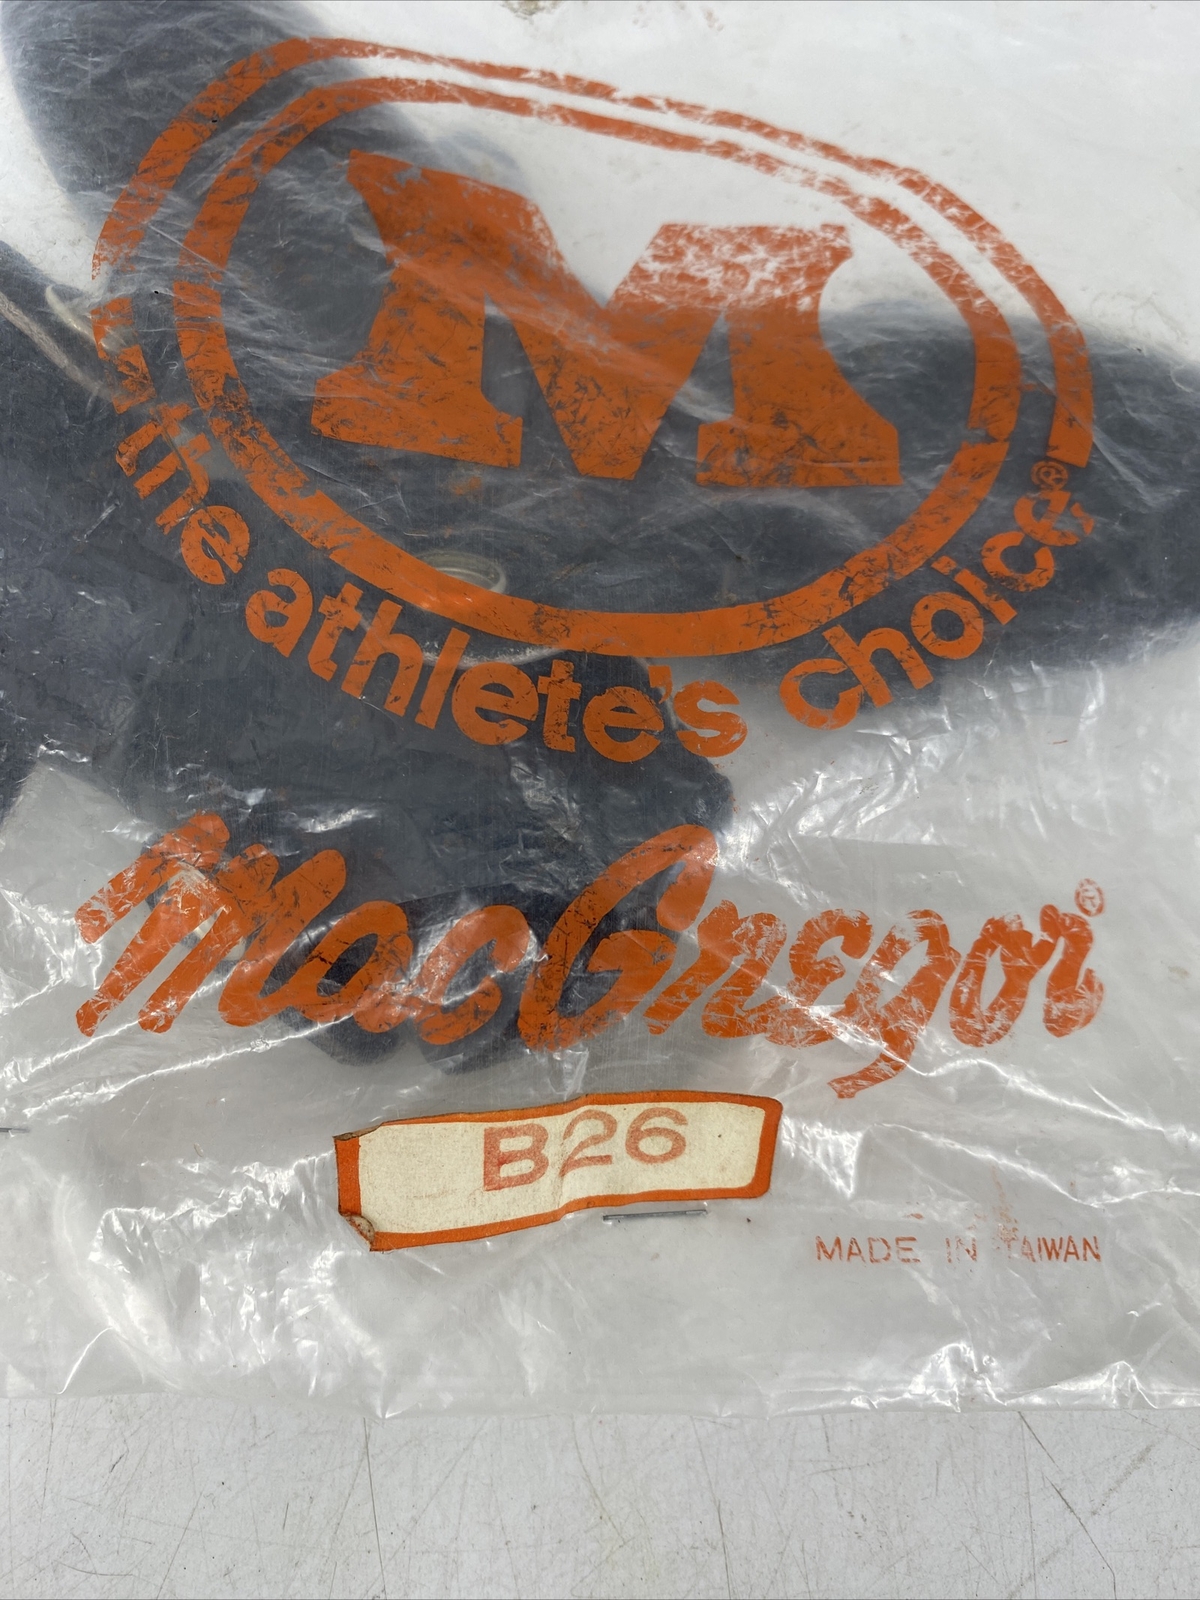 M
the athlete's choice®
MacGregor®
B26
MADE IN TAIWAN